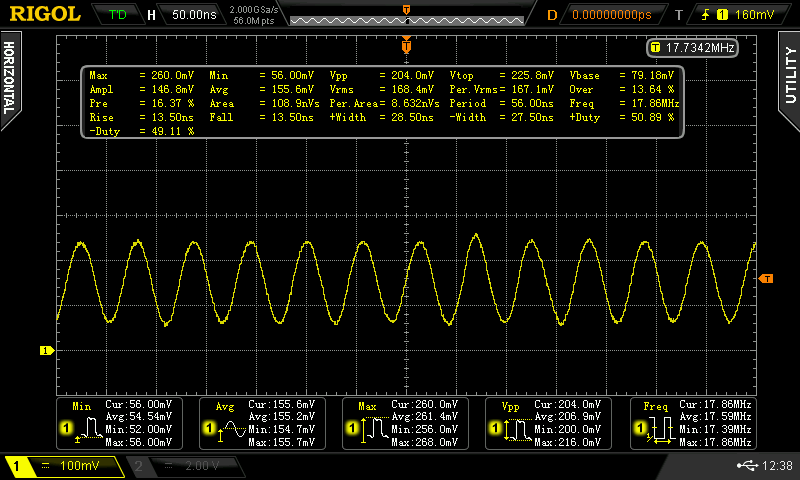 RIGOL T'D H 50.00ns 2.000GSa/s 56.0M pts D 0.00000000ps T 1 160mV
HORIZONTAL
UTILITY
T 17.7342MHz
Max = 260.0mV Min = 56.00mV Vpp = 204.0mV Vtop = 225.8mV Vbase = 79.18mV
Ampl = 146.8mV Avg = 155.6mV Vrms = 168.4mV Per.Vrms= 167.1mV Over = 13.64 %
Pre = 16.37 % Area = 108.9nVs Per.Area= 8.632nVs Period = 56.00ns Freq = 17.86MHz
Rise = 13.50ns Fall = 13.50ns +Width = 28.50ns -Width = 27.50ns +Duty = 50.89 %
-Duty = 49.11 %
T
T
T
1
Min Cur:56.00mV
Avg:54.54mV
1 Min:52.00mV
Max:56.00mV
Avg Cur:155.6mV
Avg:155.2mV
1 Min:154.7mV
Max:155.7mV
Max Cur:260.0mV
Avg:261.4mV
1 Min:256.0mV
Max:268.0mV
Vpp Cur:204.0mV
Avg:206.9mV
1 Min:200.0mV
Max:216.0mV
Freq Cur:17.86MHz
Avg:17.59MHz
1 Min:17.39MHz
Max:17.86MHz
1 100mV 2 2.00 V 12:38